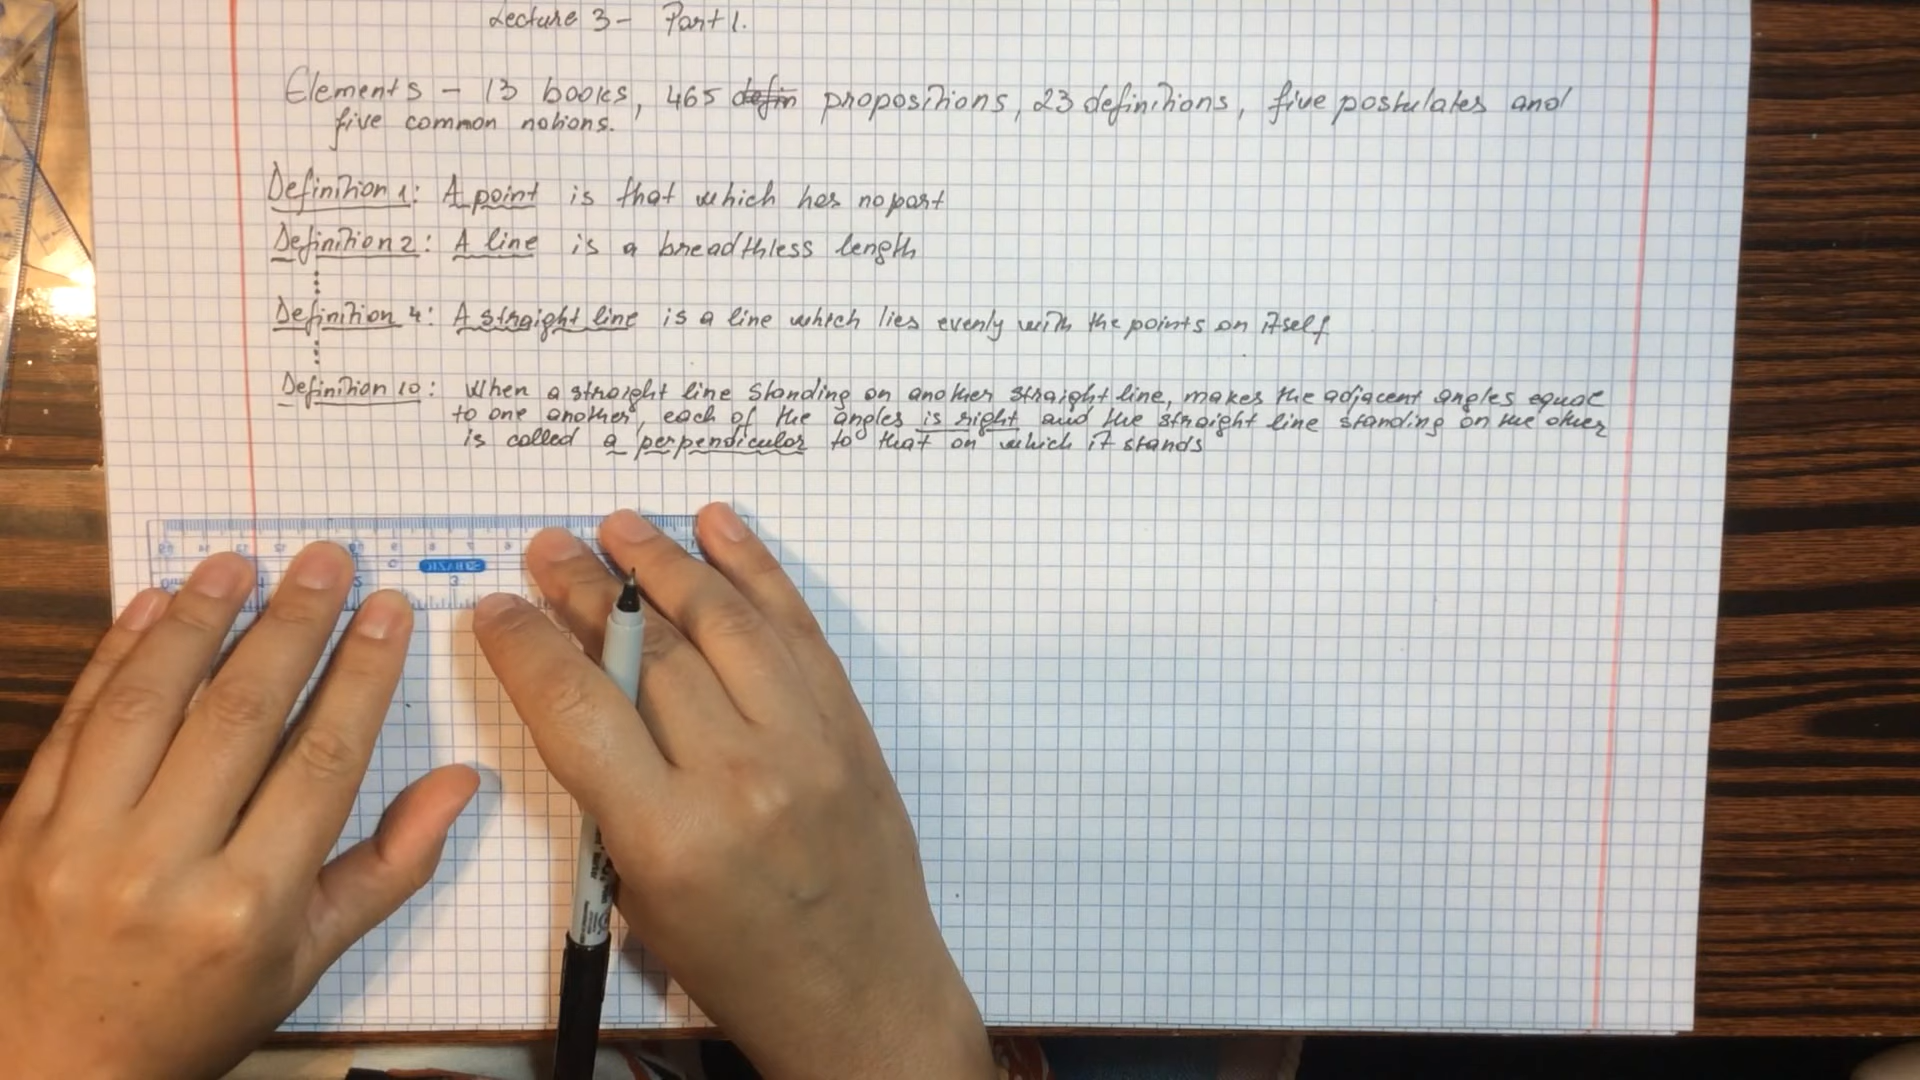 Lecture 3 - Part 1.
Elements - 13 books, 465 defin propositions, 23 definitions, five postulates and
five common notions.
Definition 1: A point is that which has no part
Definition 2: A line is a breadthless length
Definition 4: A straight line is a line which lies evenly with the points on itself
Definition 10: When a straight line standing on another straight line, makes the adjacent angles equal
to one another, each of the angles is right and the straight line standing on the other
is called a perpendicular to that on which it stands